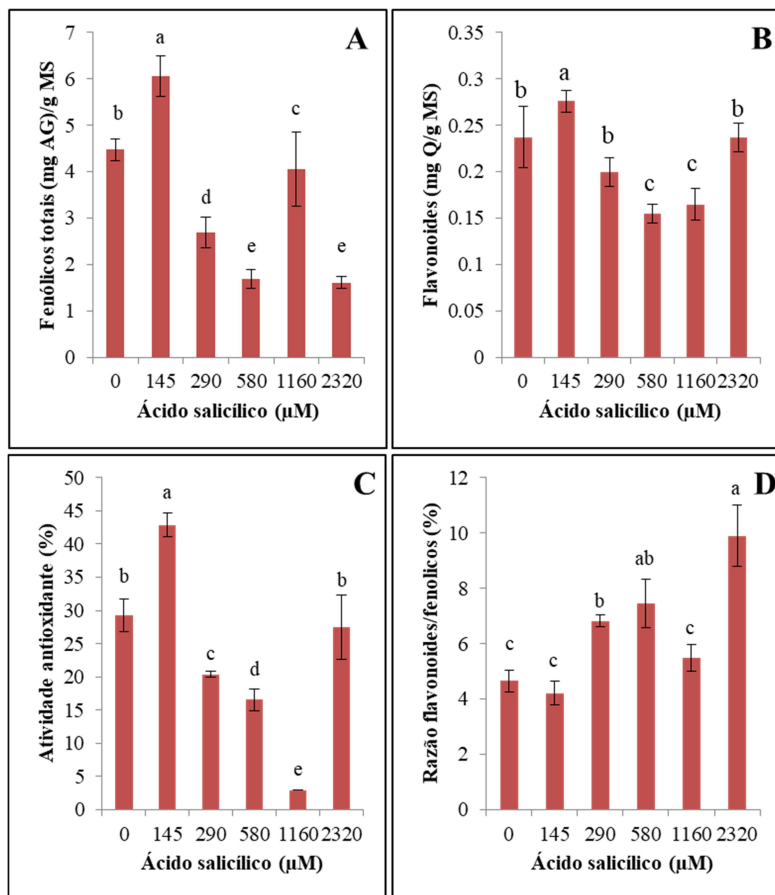 A
Fenólicos totais (mg AG)/g MS
7
6
5
4
3
2
1
0
b
a
d
e
c
e
0 145 290 580 1160 2320
Ácido salicílico (µM)
B
Flavonoides (mg Q/g MS)
0.35
0.3
0.25
0.2
0.15
0.1
0.05
0
b
a
b
c
c
b
0 145 290 580 1160 2320
Ácido salicílico (µM)
C
Atividade antioxidante (%)
50
45
40
35
30
25
20
15
10
5
0
b
a
c
d
e
b
0 145 290 580 1160 2320
Ácido salicílico (µM)
D
Razão flavonoides/fenolicos (%)
12
10
8
6
4
2
0
c
c
b
ab
c
a
0 145 290 580 1160 2320
Ácido salicílico (µM)